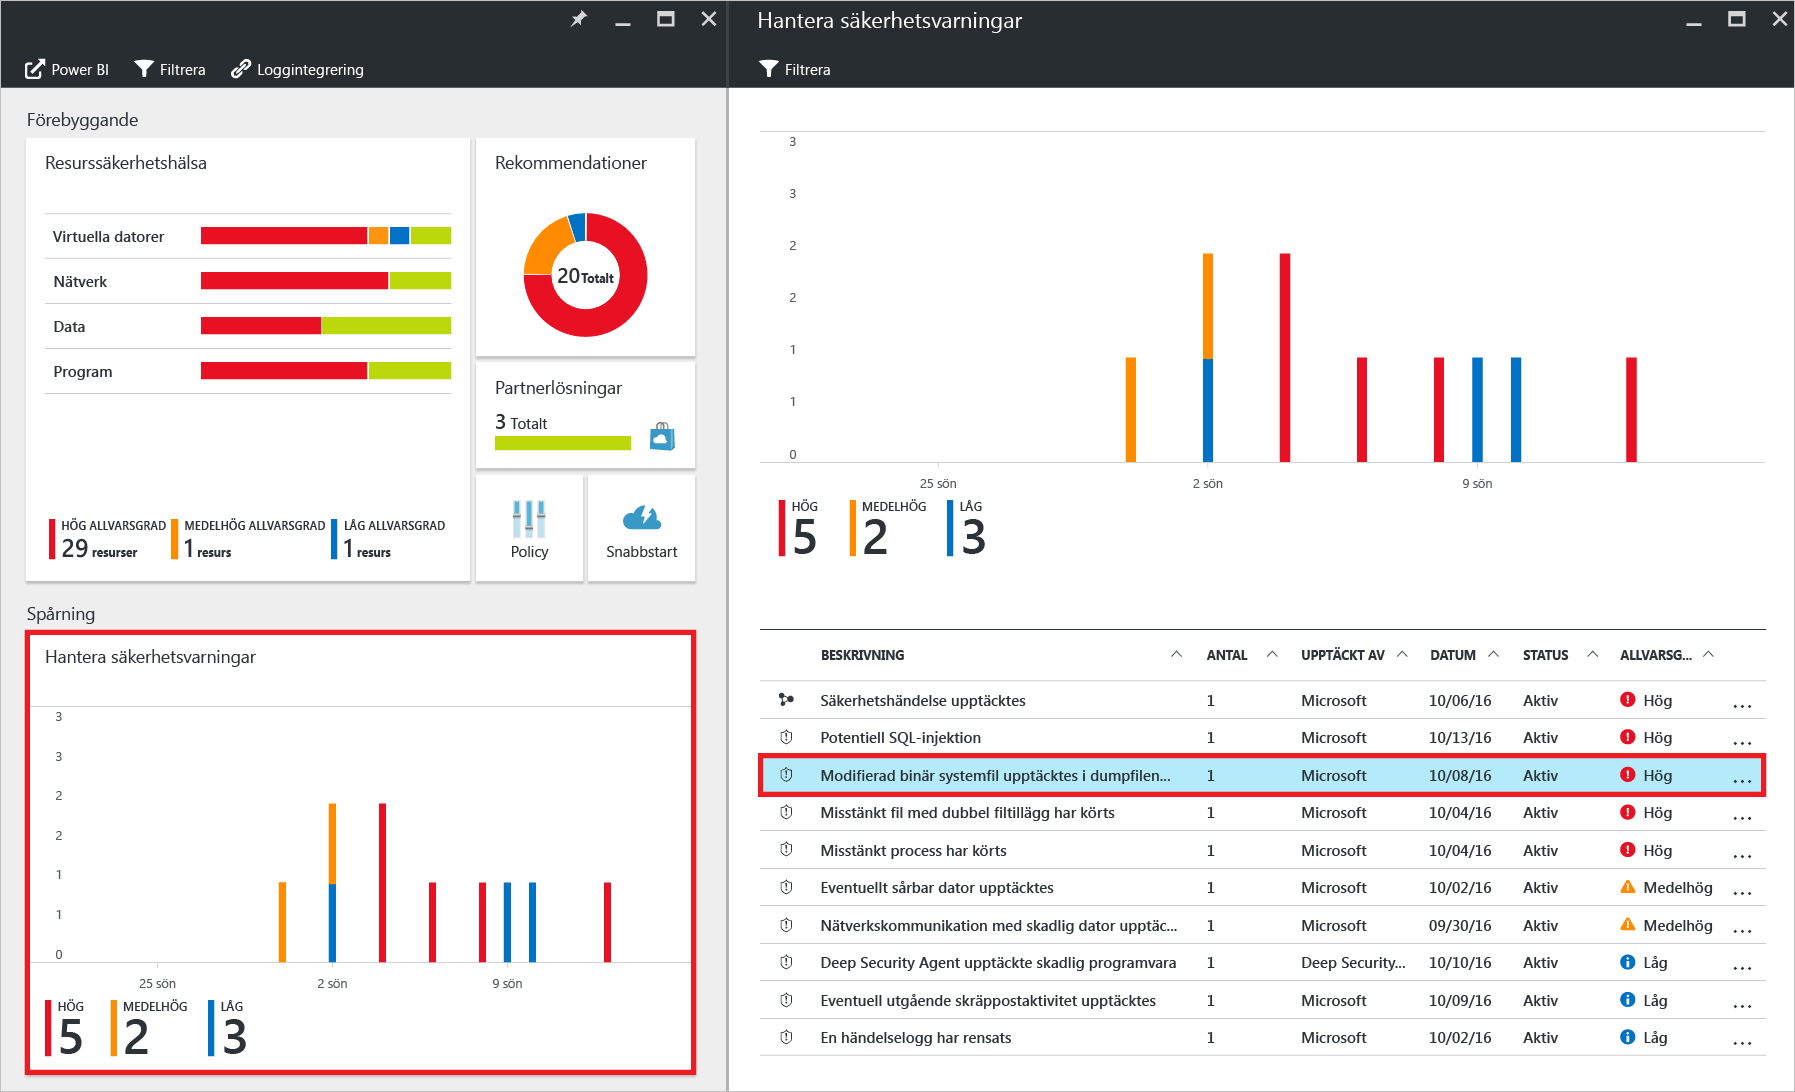 Power BI
Filtrera
Loggintegrering
Förebyggande
Resurssäkerhetshälsa
Virtuella datorer
Nätverk
Data
Program
HÖG ALLVARSGRAD
29 resurser
MEDELHÖG ALLVARSGRAD
1 resurs
LÅG ALLVARSGRAD
1 resurs
Rekommendationer
20 Totalt
Partnerlösningar
3 Totalt
Policy
Snabbstart
Spårning
Hantera säkerhetsvarningar
3
3
2
2
1
1
0
25 sön
2 sön
9 sön
HÖG
5
MEDELHÖG
2
LÅG
3
Hantera säkerhetsvarningar
Filtrera
3
3
2
2
1
1
0
25 sön
2 sön
9 sön
HÖG
5
MEDELHÖG
2
LÅG
3
BESKRIVNING ANTAL UPPTÄCKT AV DATUM STATUS ALLVARSG...
Säkerhetshändelse upptäcktes 1 Microsoft 10/06/16 Aktiv Hög ...
Potentiell SQL-injektion 1 Microsoft 10/13/16 Aktiv Hög ...
Modifierad binär systemfil upptäcktes i dumpfilen... 1 Microsoft 10/08/16 Aktiv Hög ...
Misstänkt fil med dubbel filtillägg har körts 1 Microsoft 10/04/16 Aktiv Hög ...
Misstänkt process har körts 1 Microsoft 10/04/16 Aktiv Hög ...
Eventuellt sårbar dator upptäcktes 1 Microsoft 10/02/16 Aktiv Medelhög ...
Nätverkskommunikation med skadlig dator upptäc... 1 Microsoft 09/30/16 Aktiv Medelhög ...
Deep Security Agent upptäckte skadlig programvara 1 Deep Security... 10/10/16 Aktiv Låg ...
Eventuell utgående skräppostaktivitet upptäcktes 1 Microsoft 10/09/16 Aktiv Låg ...
En händelselogg har rensats 1 Microsoft 10/02/16 Aktiv Låg ...